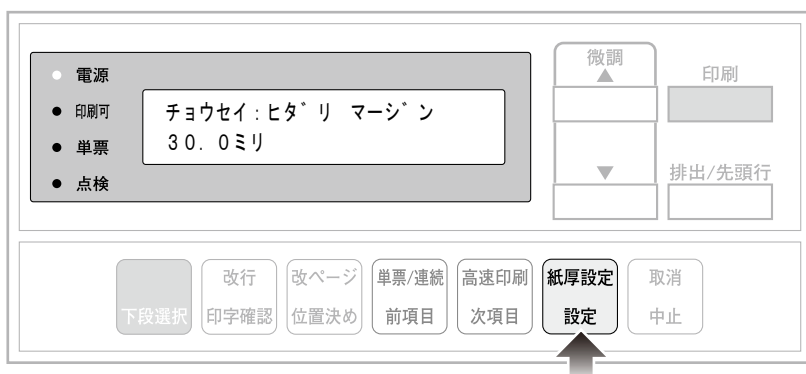 電源
印刷可
単票
点検
チョウセイ:ヒダリ マージン
30.0ミリ
微調
▲
▼
印刷
排出/先頭行
下段選択
改行
印字確認
改ページ
位置決め
単票/連続
前項目
高速印刷
次項目
紙厚設定
設定
取消
中止